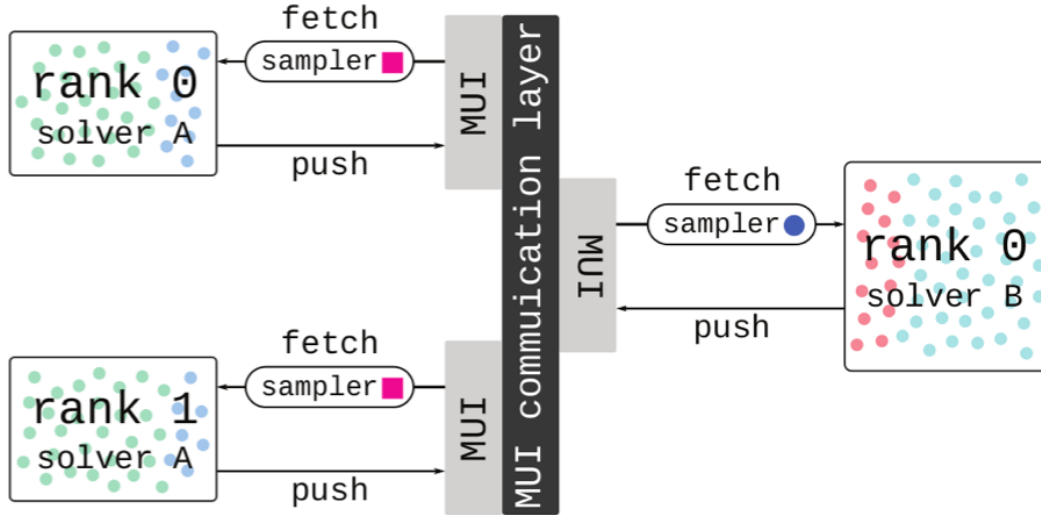 fetch
sampler
rank 0
solver A
push
MUI
MUI commuication layer
fetch
sampler
MUI
rank 0
solver B
push
fetch
sampler
rank 1
solver A
push
MUI